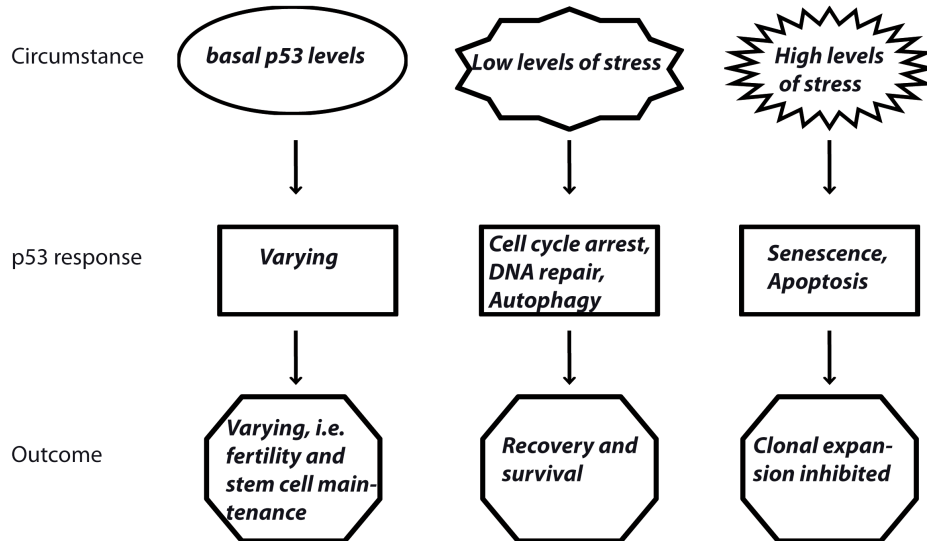 Circumstance
basal p53 levels
Low levels of stress
High levels
of stress
p53 response
Varying
Cell cycle arrest,
DNA repair,
Autophagy
Senescence,
Apoptosis
Outcome
Varying, i.e.
fertility and
stem cell main-
tenance
Recovery and
survival
Clonal expan-
sion inhibited